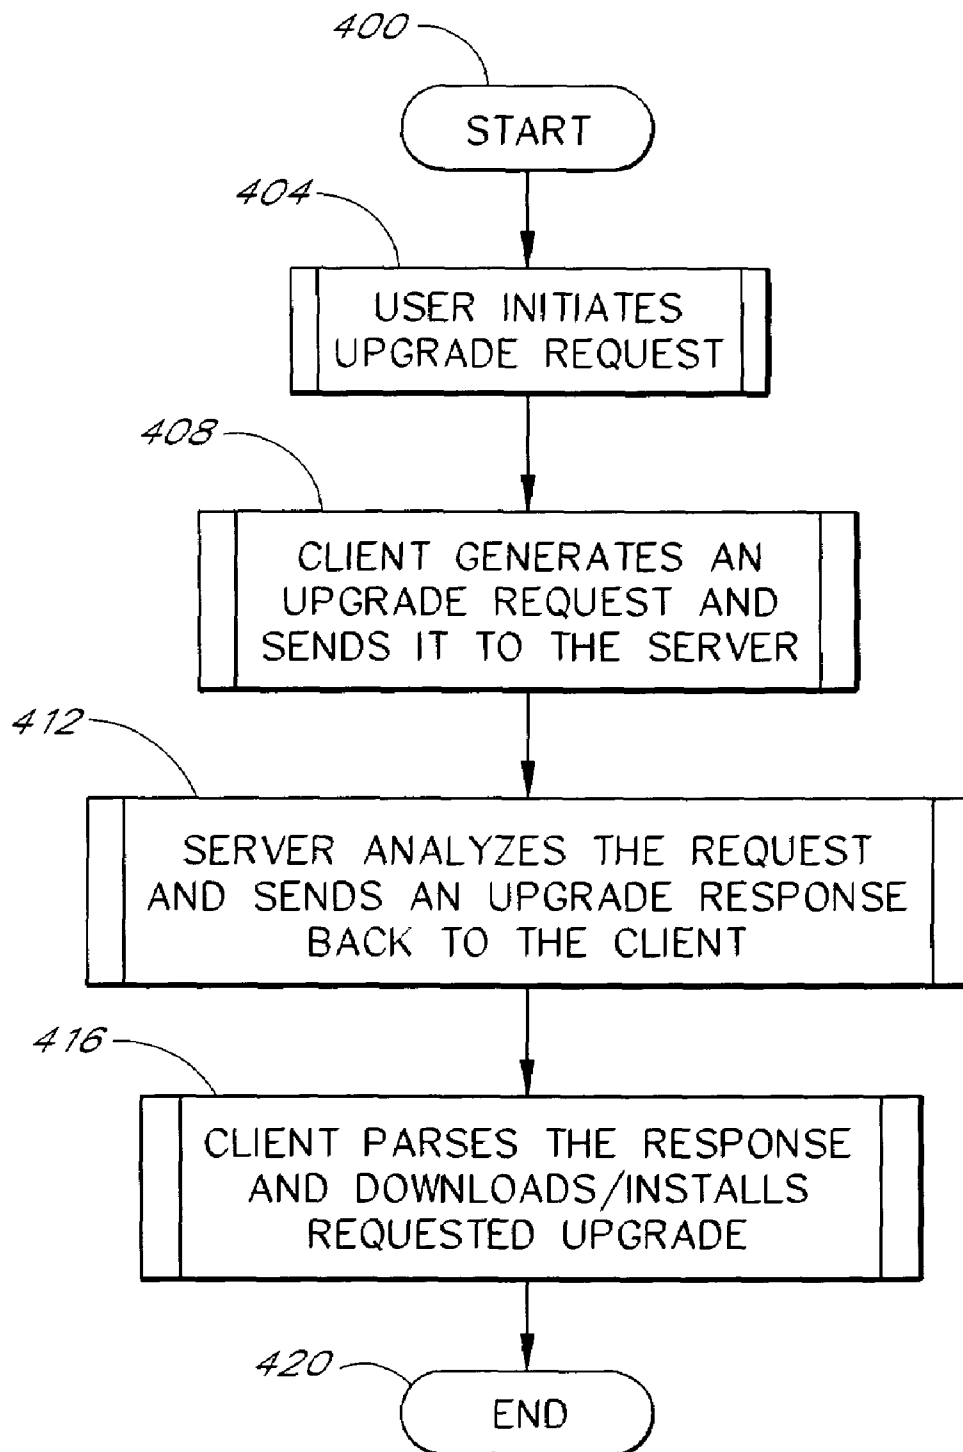 400
START
404
USER INITIATES
UPGRADE REQUEST
408
CLIENT GENERATES AN
UPGRADE REQUEST AND
SENDS IT TO THE SERVER
412
SERVER ANALYZES THE REQUEST
AND SENDS AN UPGRADE RESPONSE
BACK TO THE CLIENT
416
CLIENT PARSES THE RESPONSE
AND DOWNLOADS/INSTALLS
REQUESTED UPGRADE
420
END